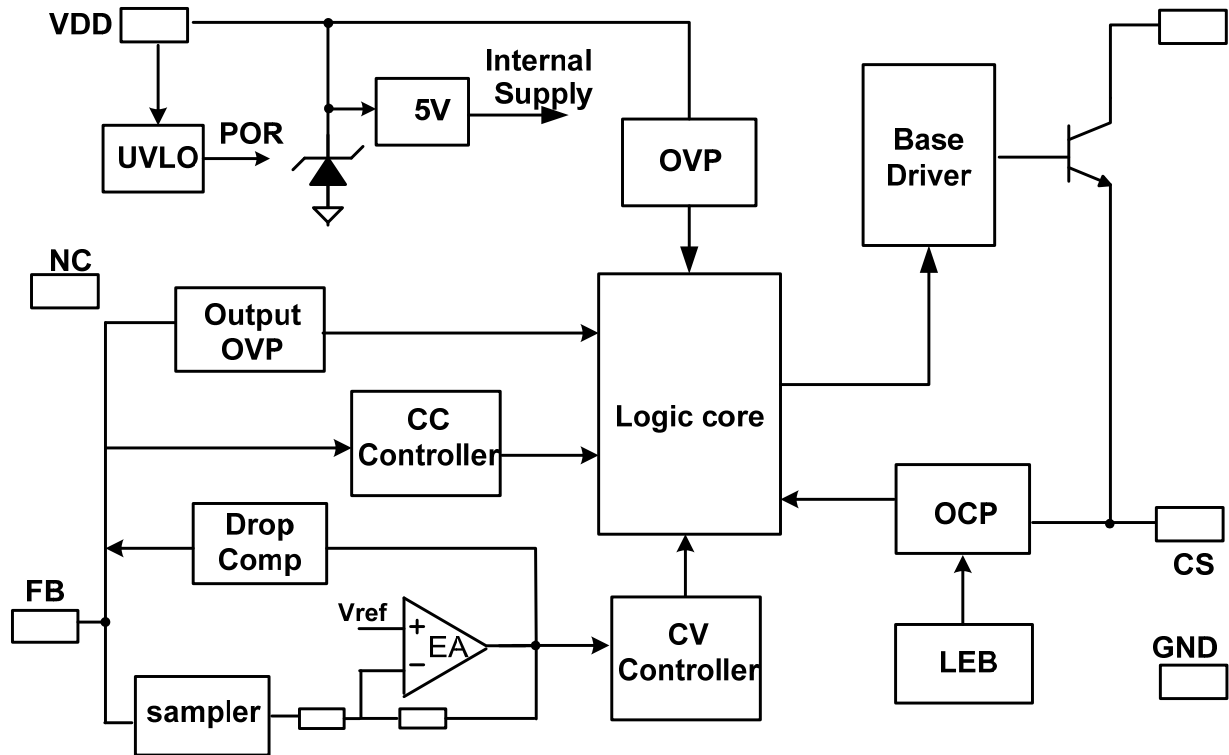 VDD
Internal
Supply
5V
POR
UVLO
OVP
Base
Driver
NC
Output
OVP
CC
Controller
Logic core
Drop
Comp
OCP
CS
FB
Vref
+
EA
−
CV
Controller
LEB
GND
sampler